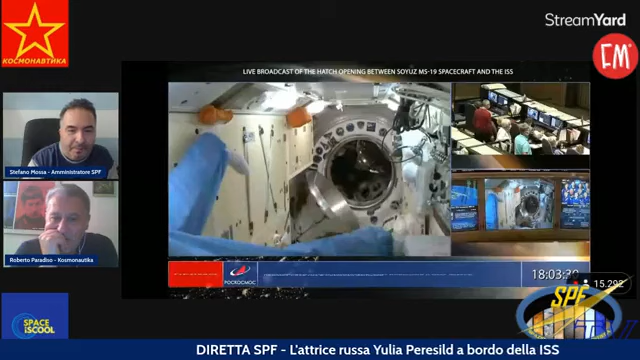 StreamYard
КОСМОНАВТИКА
LIVE BROADCAST OF THE HATCH OPENING BETWEEN SOYUZ MS-19 SPACECRAFT AND THE ISS
Stefano Mossa - Amministratore SPF
Roberto Paradiso - Kosmonautika
РОСКОСМОС
18:03:30
15.292
SPF
SPACE
ISCOOL
DIRETTA SPF - L'attrice russa Yulia Peresild a bordo della ISS